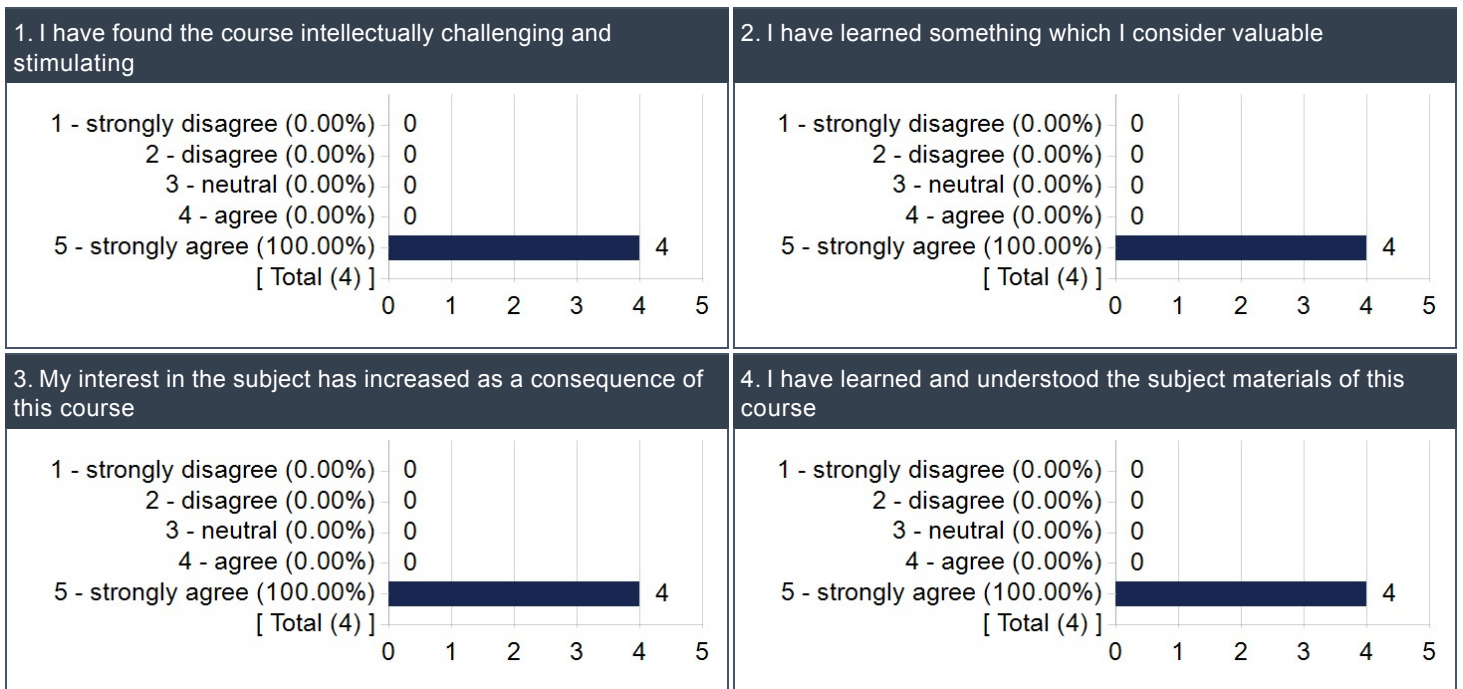 1. I have found the course intellectually challenging and
stimulating
1 - strongly disagree (0.00%) 0
2 - disagree (0.00%) 0
3 - neutral (0.00%) 0
4 - agree (0.00%) 0
5 - strongly agree (100.00%) 4
[ Total (4) ]
0 1 2 3 4 5
2. I have learned something which I consider valuable
1 - strongly disagree (0.00%) 0
2 - disagree (0.00%) 0
3 - neutral (0.00%) 0
4 - agree (0.00%) 0
5 - strongly agree (100.00%) 4
[ Total (4) ]
0 1 2 3 4 5
3. My interest in the subject has increased as a consequence of
this course
1 - strongly disagree (0.00%) 0
2 - disagree (0.00%) 0
3 - neutral (0.00%) 0
4 - agree (0.00%) 0
5 - strongly agree (100.00%) 4
[ Total (4) ]
0 1 2 3 4 5
4. I have learned and understood the subject materials of this
course
1 - strongly disagree (0.00%) 0
2 - disagree (0.00%) 0
3 - neutral (0.00%) 0
4 - agree (0.00%) 0
5 - strongly agree (100.00%) 4
[ Total (4) ]
0 1 2 3 4 5